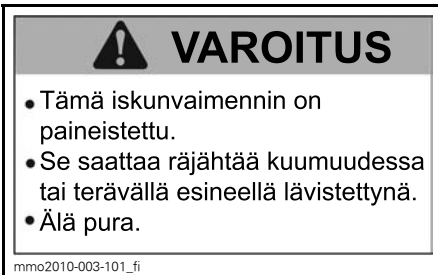 VAROITUS
• Tämä iskunvaimennin on
paineistettu.
• Se saattaa räjähtää kuumuudessa
tai terävällä esineellä lävistettynä.
• Älä pura.
mmo2010-003-101_fi